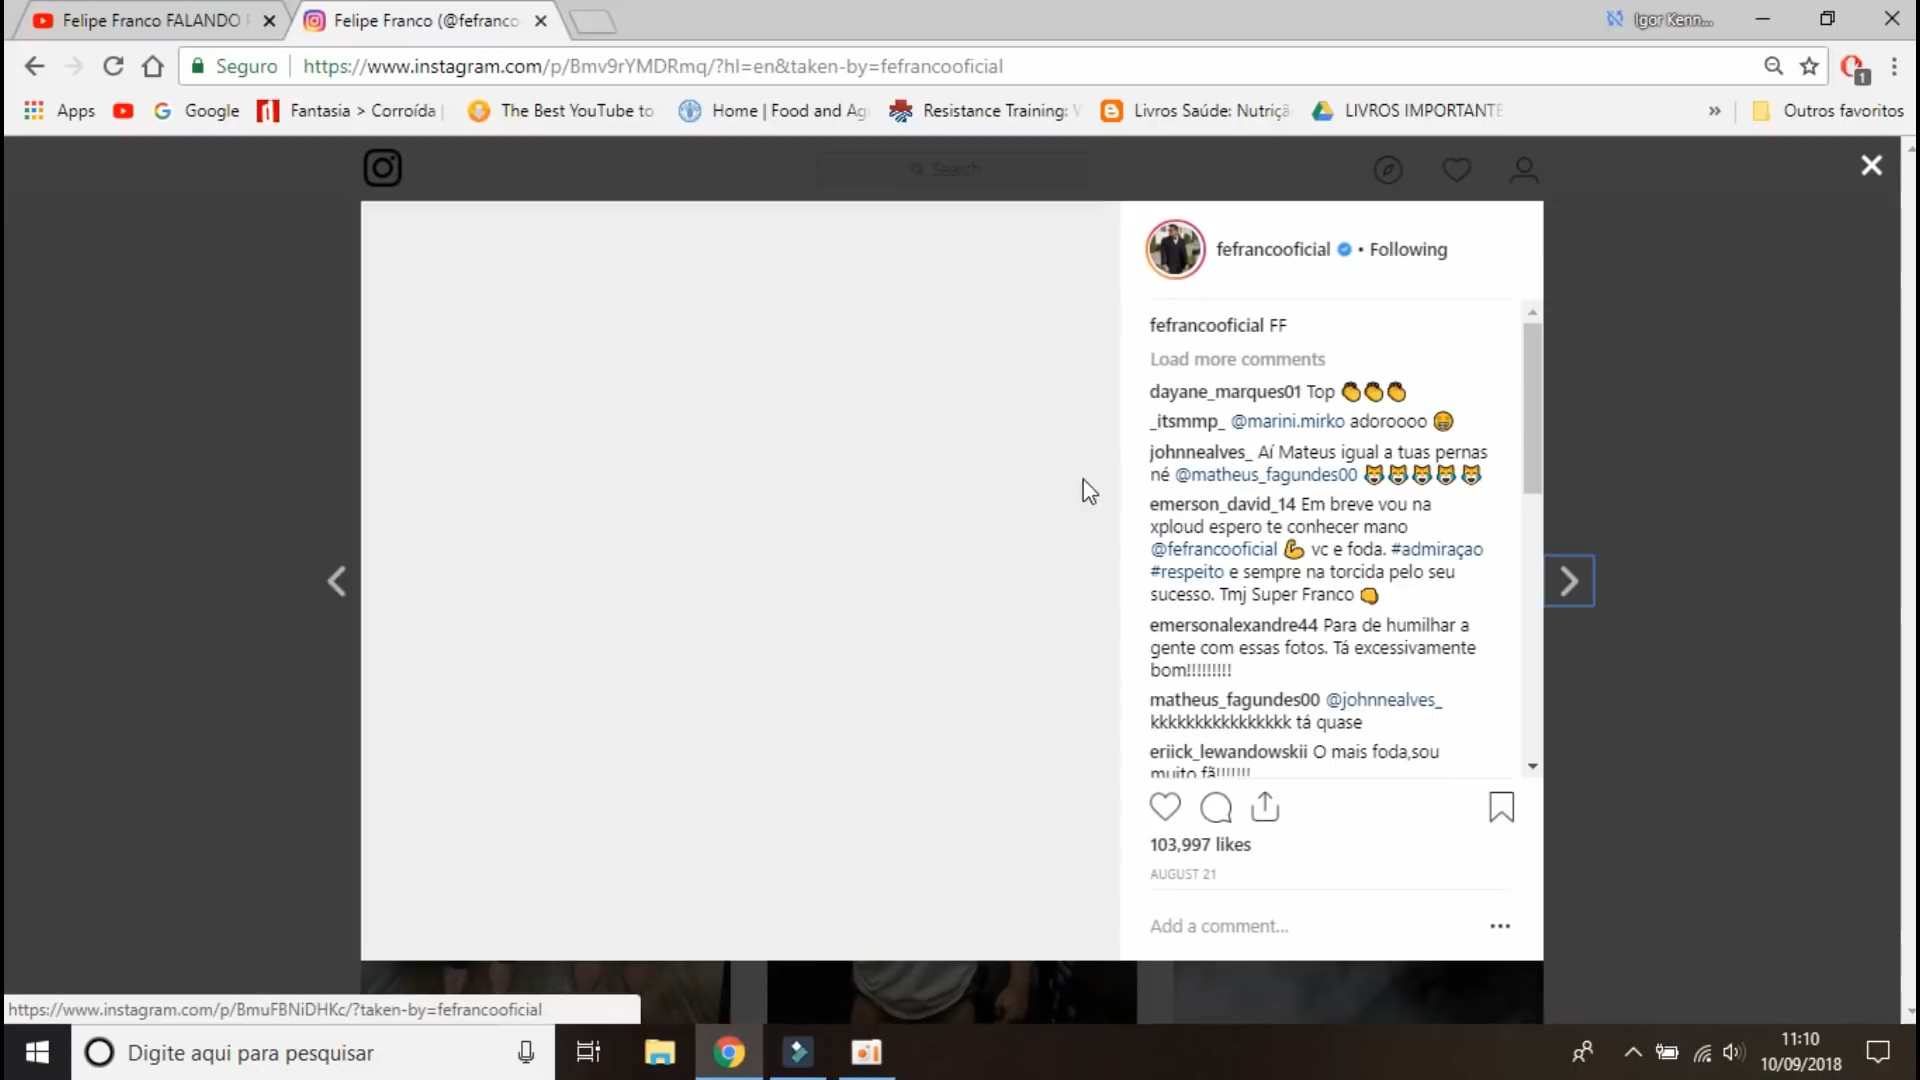 Felipe Franco FALANDO
Felipe Franco (@fefranco
Igor Kenn...
Seguro
https://www.instagram.com/p/Bmv9rYMDRmq/?hl=en&taken-by=fefrancooficial
1
Apps
Google
Fantasia > Corroída
The Best YouTube to
Home | Food and Ag
Resistance Training:
Livros Saúde: Nutriçã
LIVROS IMPORTANTE
»
Outros favoritos
Search
fefrancooficial • Following
fefrancooficial FF
Load more comments
dayane_marques01 Top 👏👏👏
_itsmmp_ @marini.mirko adoroooo 😁
johnnealves_ Aí Mateus igual a tuas pernas
né @matheus_fagundes00 😹😹😹😹😹
emerson_david_14 Em breve vou na
xploud espero te conhecer mano
@fefrancooficial 💪 vc e foda. #admiraçao
#respeito e sempre na torcida pelo seu
sucesso. Tmj Super Franco 👊
emersonalexandre44 Para de humilhar a
gente com essas fotos. Tá excessivamente
bom!!!!!!!!!
matheus_fagundes00 @johnnealves_
kkkkkkkkkkkkkkkk tá quase
eriick_lewandowskii O mais foda,sou
muito fã!!!!!!!
103,997 likes
AUGUST 21
Add a comment...
https://www.instagram.com/p/BmuFBNiDHKc/?taken-by=fefrancooficial
Digite aqui para pesquisar
11:10
10/09/2018